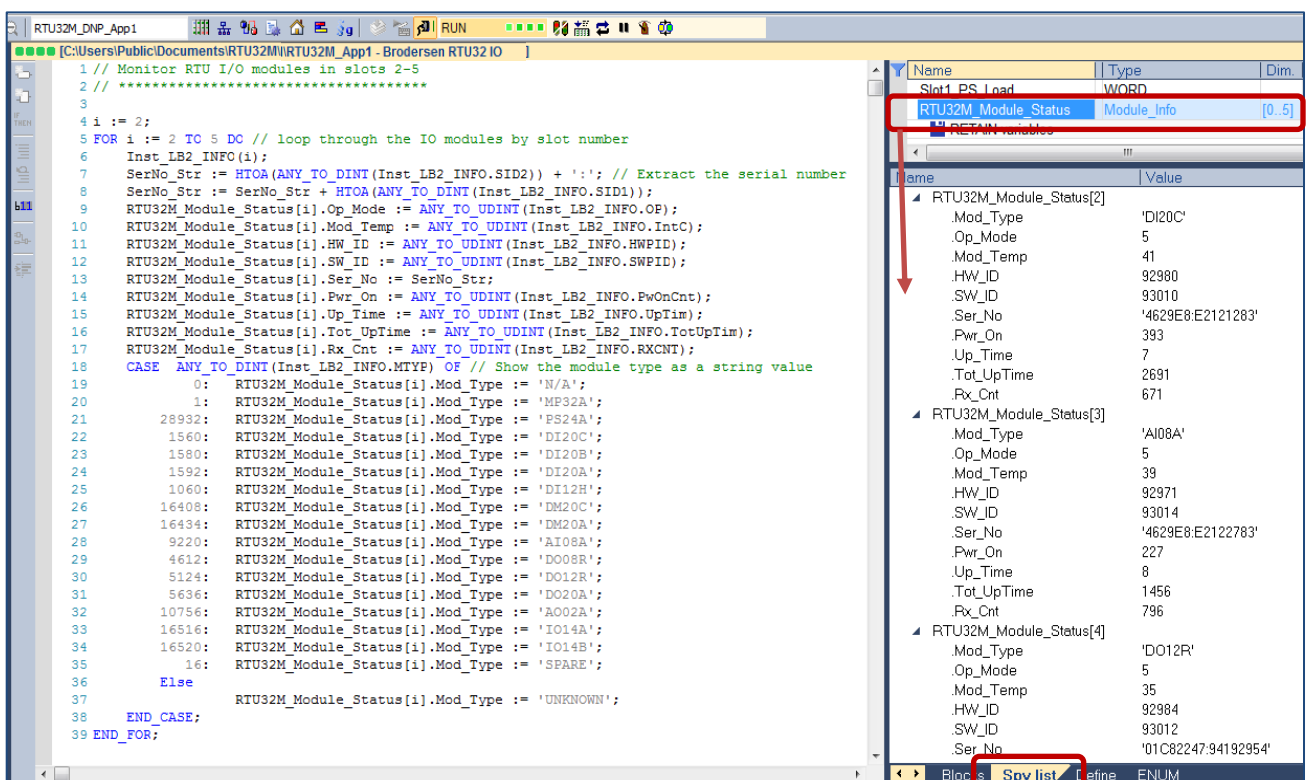 RTU32M_DNP_App1 RUN
[C:\Users\Public\Documents\RTU32M\\RTU32M_App1 - Brodersen RTU32 IO ]
1 // Monitor RTU I/O modules in slots 2-5
2 // *************************************
3
4 i := 2;
5 FOR i := 2 TO 5 DO // loop through the IO modules by slot number
6 Inst_LB2_INFO(i);
7 SerNo_Str := HTOA(ANY_TO_DINT(Inst_LB2_INFO.SID2)) + ':'; // Extract the serial number
8 SerNo_Str := SerNo_Str + HTOA(ANY_TO_DINT(Inst_LB2_INFO.SID1));
9 RTU32M_Module_Status[i].Op_Mode := ANY_TO_UDINT(Inst_LB2_INFO.OP);
10 RTU32M_Module_Status[i].Mod_Temp := ANY_TO_UDINT(Inst_LB2_INFO.IntC);
11 RTU32M_Module_Status[i].HW_ID := ANY_TO_UDINT(Inst_LB2_INFO.HWPID);
12 RTU32M_Module_Status[i].SW_ID := ANY_TO_UDINT(Inst_LB2_INFO.SWPID);
13 RTU32M_Module_Status[i].Ser_No := SerNo_Str;
14 RTU32M_Module_Status[i].Pwr_On := ANY_TO_UDINT(Inst_LB2_INFO.PwOnCnt);
15 RTU32M_Module_Status[i].Up_Time := ANY_TO_UDINT(Inst_LB2_INFO.UpTim);
16 RTU32M_Module_Status[i].Tot_UpTime := ANY_TO_UDINT(Inst_LB2_INFO.TotUpTim);
17 RTU32M_Module_Status[i].Rx_Cnt := ANY_TO_UDINT(Inst_LB2_INFO.RXCNT);
18 CASE ANY_TO_DINT(Inst_LB2_INFO.MTYP) OF // Show the module type as a string value
19 0: RTU32M_Module_Status[i].Mod_Type := 'N/A';
20 1: RTU32M_Module_Status[i].Mod_Type := 'MP32A';
21 28932: RTU32M_Module_Status[i].Mod_Type := 'PS24A';
22 1560: RTU32M_Module_Status[i].Mod_Type := 'DI20C';
23 1580: RTU32M_Module_Status[i].Mod_Type := 'DI20B';
24 1592: RTU32M_Module_Status[i].Mod_Type := 'DI20A';
25 1060: RTU32M_Module_Status[i].Mod_Type := 'DI12H';
26 16408: RTU32M_Module_Status[i].Mod_Type := 'DM20C';
27 16434: RTU32M_Module_Status[i].Mod_Type := 'DM20A';
28 9220: RTU32M_Module_Status[i].Mod_Type := 'AI08A';
29 4612: RTU32M_Module_Status[i].Mod_Type := 'DO08R';
30 5124: RTU32M_Module_Status[i].Mod_Type := 'DO12R';
31 5636: RTU32M_Module_Status[i].Mod_Type := 'DO20A';
32 10756: RTU32M_Module_Status[i].Mod_Type := 'AO02A';
33 16516: RTU32M_Module_Status[i].Mod_Type := 'IO14A';
34 16520: RTU32M_Module_Status[i].Mod_Type := 'IO14B';
35 16: RTU32M_Module_Status[i].Mod_Type := 'SPARE';
36 Else
37 RTU32M_Module_Status[i].Mod_Type := 'UNKNOWN';
38 END_CASE;
39 END_FOR;
Name Type Dim.
Slot1_PS_Load WORD
RTU32M_Module_Status Module_Info [0..5]
RETAIN variables
Name Value
RTU32M_Module_Status[2]
.Mod_Type 'DI20C'
.Op_Mode 5
.Mod_Temp 41
.HW_ID 92980
.SW_ID 93010
.Ser_No '4629E8:E2121283'
.Pwr_On 393
.Up_Time 7
.Tot_UpTime 2691
.Rx_Cnt 671
RTU32M_Module_Status[3]
.Mod_Type 'AI08A'
.Op_Mode 5
.Mod_Temp 39
.HW_ID 92971
.SW_ID 93014
.Ser_No '4629E8:E2122783'
.Pwr_On 227
.Up_Time 8
.Tot_UpTime 1456
.Rx_Cnt 796
RTU32M_Module_Status[4]
.Mod_Type 'DO12R'
.Op_Mode 5
.Mod_Temp 35
.HW_ID 92984
.SW_ID 93012
.Ser_No '01C82247:94192954'
Blocks Spy list Define ENUM